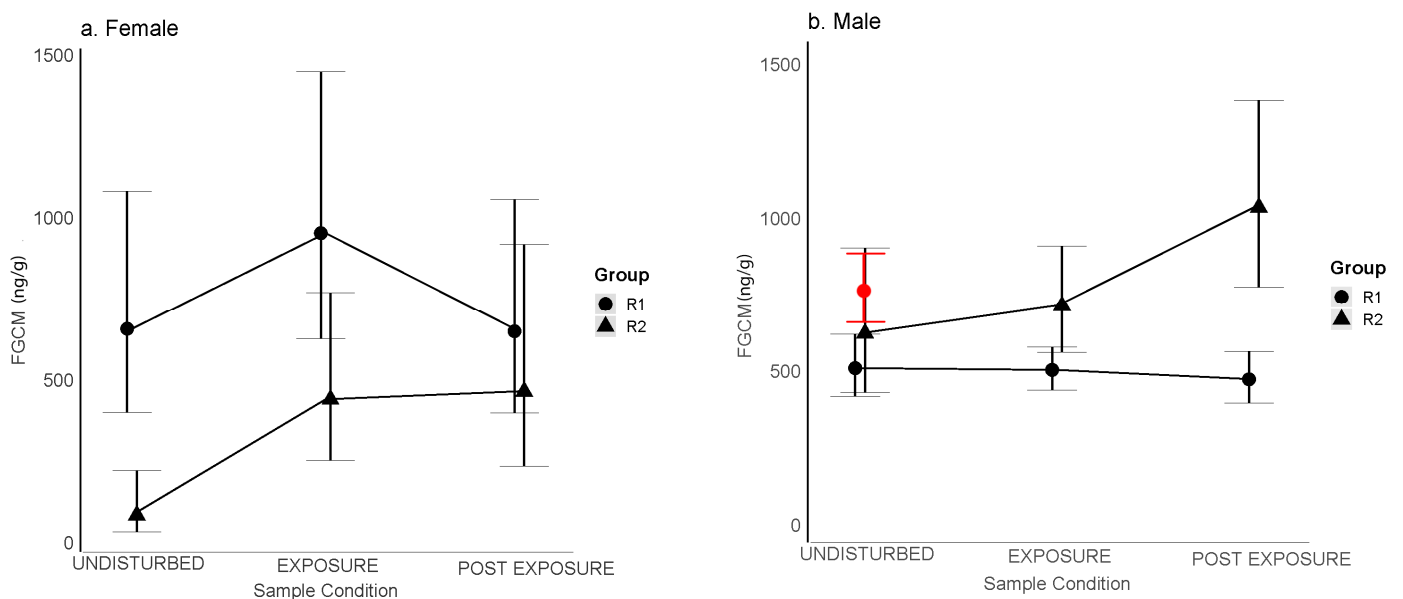 a. Female
1500
1000
500
0
FGCM (ng/g)
UNDISTURBED
EXPOSURE
POST EXPOSURE
Sample Condition
Group
R1
R2
b. Male
1500
1000
500
0
FGCM (ng/g)
UNDISTURBED
EXPOSURE
POST EXPOSURE
Sample Condition
Group
R1
R2